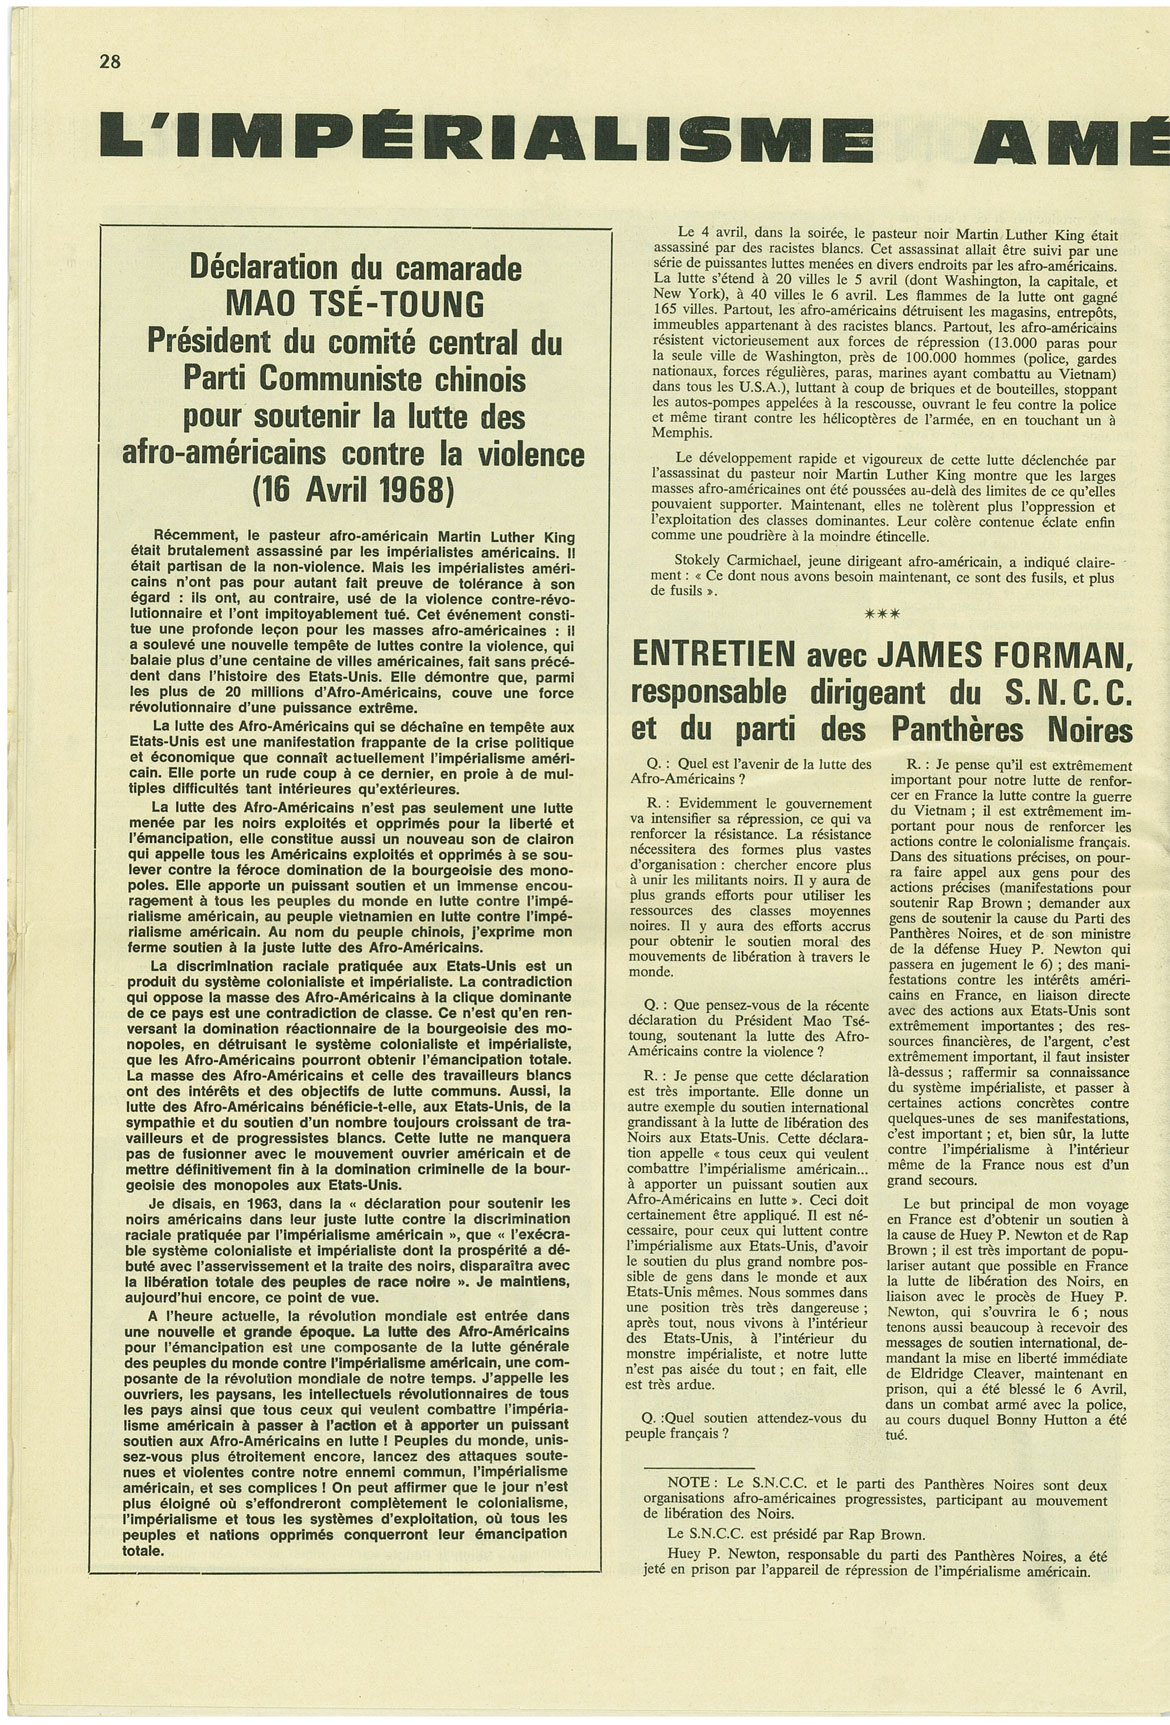 28
L'IMPÉRIALISME AMÉ
Déclaration du camarade
MAO TSÉ-TOUNG
Président du comité central du
Parti Communiste chinois
pour soutenir la lutte des
afro-américains contre la violence
(16 Avril 1968)
Récemment, le pasteur afro-américain Martin Luther King
était brutalement assassiné par les impérialistes américains. Il
était partisan de la non-violence. Mais les impérialistes améri-
cains n'ont pas pour autant fait preuve de tolérance à son
égard : ils ont, au contraire, usé de la violence contre-révo-
lutionnaire et l'ont impitoyablement tué. Cet événement consti-
tue une profonde leçon pour les masses afro-américaines : il
a soulevé une nouvelle tempête de luttes contre la violence, qui
balaie plus d'une centaine de villes américaines, fait sans précé-
dent dans l'histoire des Etats-Unis. Elle démontre que, parmi
les plus de 20 millions d'Afro-Américains, couve une force
révolutionnaire d'une puissance extrême.
La lutte des Afro-Américains qui se déchaîne en tempête aux
Etats-Unis est une manifestation frappante de la crise politique
et économique que connaît actuellement l'impérialisme améri-
cain. Elle porte un rude coup à ce dernier, en proie à de mul-
tiples difficultés tant intérieures qu'extérieures.
La lutte des Afro-Américains n'est pas seulement une lutte
menée par les noirs exploités et opprimés pour la liberté et
l'émancipation, elle constitue aussi un nouveau son de clairon
qui appelle tous les Américains exploités et opprimés à se sou-
lever contre la féroce domination de la bourgeoisie des mono-
poles. Elle apporte un puissant soutien et un immense encou-
ragement à tous les peuples du monde en lutte contre l'impé-
rialisme américain, au peuple vietnamien en lutte contre l'impé-
rialisme américain. Au nom du peuple chinois, j'exprime mon
ferme soutien à la juste lutte des Afro-Américains.
La discrimination raciale pratiquée aux Etats-Unis est un
produit du système colonialiste et impérialiste. La contradiction
qui oppose la masse des Afro-Américains à la clique dominante
de ce pays est une contradiction de classe. Ce n'est qu'en ren-
versant la domination réactionnaire de la bourgeoisie des mo-
nopoles, en détruisant le système colonialiste et impérialiste,
que les Afro-Américains pourront obtenir l'émancipation totale.
La masse des Afro-Américains et celle des travailleurs blancs
ont des intérêts et des objectifs de lutte communs. Aussi, la
lutte des Afro-Américains bénéficie-t-elle, aux Etats-Unis, de la
sympathie et du soutien d'un nombre toujours croissant de tra-
vailleurs et de progressistes blancs. Cette lutte ne manquera
pas de fusionner avec le mouvement ouvrier américain et de
mettre définitivement fin à la domination criminelle de la bour-
geoisie des monopoles aux Etats-Unis.
Je disais, en 1963, dans la « déclaration pour soutenir les
noirs américains dans leur juste lutte contre la discrimination
raciale pratiquée par l'impérialisme américain », que « l'exécra-
ble système colonialiste et impérialiste dont la prospérité a dé-
buté avec l'asservissement et la traite des noirs, disparaîtra avec
la libération totale des peuples de race noire ». Je maintiens,
aujourd'hui encore, ce point de vue.
A l'heure actuelle, la révolution mondiale est entrée dans
une nouvelle et grande époque. La lutte des Afro-Américains
pour l'émancipation est une composante de la lutte générale
des peuples du monde contre l'impérialisme américain, une com-
posante de la révolution mondiale de notre temps. J'appelle les
ouvriers, les paysans, les intellectuels révolutionnaires de tous
les pays ainsi que tous ceux qui veulent combattre l'impéria-
lisme américain à passer à l'action et à apporter un puissant
soutien aux Afro-Américains en lutte ! Peuples du monde, unis-
sez-vous plus étroitement encore, lancez des attaques soute-
nues et violentes contre notre ennemi commun, l'impérialisme
américain, et ses complices ! On peut affirmer que le jour n'est
plus éloigné où s'effondreront complètement le colonialisme,
l'impérialisme et tous les systèmes d'exploitation, où tous les
peuples et nations opprimés conquerront leur émancipation
totale.
Le 4 avril, dans la soirée, le pasteur noir Martin Luther King était
assassiné par des racistes blancs. Cet assassinat allait être suivi par une
série de puissantes luttes menées en divers endroits par les afro-américains.
La lutte s'étend à 20 villes le 5 avril (dont Washington, la capitale, et
New York), à 40 villes le 6 avril. Les flammes de la lutte ont gagné
165 villes. Partout, les afro-américains détruisent les magasins, entrepôts,
immeubles appartenant à des racistes blancs. Partout, les afro-américains
résistent victorieusement aux forces de répression (13.000 paras pour
la seule ville de Washington, près de 100.000 hommes (police, gardes
nationaux, forces régulières, paras, marines ayant combattu au Vietnam)
dans tous les U.S.A.), luttant à coup de briques et de bouteilles, stoppant
les autos-pompes appelées à la rescousse, ouvrant le feu contre la police
et même tirant contre les hélicoptères de l'armée, en en touchant un à
Memphis.
Le développement rapide et vigoureux de cette lutte déclenchée par
l'assassinat du pasteur noir Martin Luther King montre que les larges
masses afro-américaines ont été poussées au-delà des limites de ce qu'elles
pouvaient supporter. Maintenant, elles ne tolèrent plus l'oppression et
l'exploitation des classes dominantes. Leur colère contenue éclate enfin
comme une poudrière à la moindre étincelle.
Stokely Carmichael, jeune dirigeant afro-américain, a indiqué claire-
ment : « Ce dont nous avons besoin maintenant, ce sont des fusils, et plus
de fusils ».
***
ENTRETIEN avec JAMES FORMAN,
responsable dirigeant du S.N.C.C.
et du parti des Panthères Noires
Q. : Quel est l'avenir de la lutte des
Afro-Américains ?
R. : Evidemment le gouvernement
va intensifier sa répression, ce qui va
renforcer la résistance. La résistance
nécessitera des formes plus vastes
d'organisation : chercher encore plus
à unir les militants noirs. Il y aura de
plus grands efforts pour utiliser les
ressources des classes moyennes
noires. Il y aura des efforts accrus
pour obtenir le soutien moral des
mouvements de libération à travers le
monde.
Q. : Que pensez-vous de la récente
déclaration du Président Mao Tsé-
toung, soutenant la lutte des Afro-
Américains contre la violence ?
R. : Je pense que cette déclaration
est très importante. Elle donne un
autre exemple du soutien international
grandissant à la lutte de libération des
Noirs aux Etats-Unis. Cette déclara-
tion appelle « tous ceux qui veulent
combattre l'impérialisme américain...
à apporter un puissant soutien aux
Afro-Américains en lutte ». Ceci doit
certainement être appliqué. Il est né-
cessaire, pour ceux qui luttent contre
l'impérialisme aux Etats-Unis, d'avoir
le soutien du plus grand nombre pos-
sible de gens dans le monde et aux
Etats-Unis mêmes. Nous sommes dans
une position très très dangereuse ;
après tout, nous vivons à l'intérieur
des Etats-Unis, à l'intérieur du
monstre impérialiste, et notre lutte
n'est pas aisée du tout ; en fait, elle
est très ardue.
Q. :Quel soutien attendez-vous du
peuple français ?
R. : Je pense qu'il est extrêmement
important pour notre lutte de renfor-
cer en France la lutte contre la guerre
du Vietnam ; il est extrêmement im-
portant pour nous de renforcer les
actions contre le colonialisme français.
Dans des situations précises, on pour-
ra faire appel aux gens pour des
actions précises (manifestations pour
soutenir Rap Brown ; demander aux
gens de soutenir la cause du Parti des
Panthères Noires, et de son ministre
de la défense Huey P. Newton qui
passera en jugement le 6) ; des mani-
festations contre les intérêts améri-
cains en France, en liaison directe
avec des actions aux Etats-Unis sont
extrêmement importantes ; des res-
sources financières, de l'argent, c'est
extrêmement important, il faut insister
là-dessus ; raffermir sa connaissance
du système impérialiste, et passer à
certaines actions concrètes contre
quelques-unes de ses manifestations,
c'est important ; et, bien sûr, la lutte
contre l'impérialisme à l'intérieur
même de la France nous est d'un
grand secours.
Le but principal de mon voyage
en France est d'obtenir un soutien à
la cause de Huey P. Newton et de Rap
Brown ; il est très important de popu-
lariser autant que possible en France
la lutte de libération des Noirs, en
liaison avec le procès de Huey P.
Newton, qui s'ouvrira le 6 ; nous
tenons aussi beaucoup à recevoir des
messages de soutien international, de-
mandant la mise en liberté immédiate
de Eldridge Cleaver, maintenant en
prison, qui a été blessé le 6 Avril,
dans un combat armé avec la police,
au cours duquel Bonny Hutton a été
tué.
NOTE : Le S.N.C.C. et le parti des Panthères Noires sont deux
organisations afro-américaines progressistes, participant au mouvement
de libération des Noirs.
Le S.N.C.C. est présidé par Rap Brown.
Huey P. Newton, responsable du parti des Panthères Noires, a été
jeté en prison par l'appareil de répression de l'impérialisme américain.